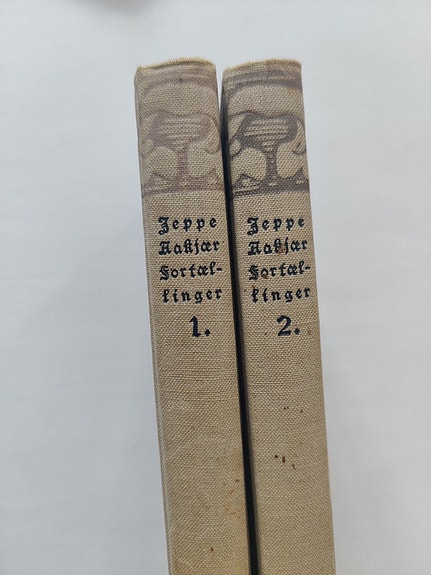 Jeppe
Aakjær
Fortæl-
linger
1.
Jeppe
Aakjær
Fortæl-
linger
2.